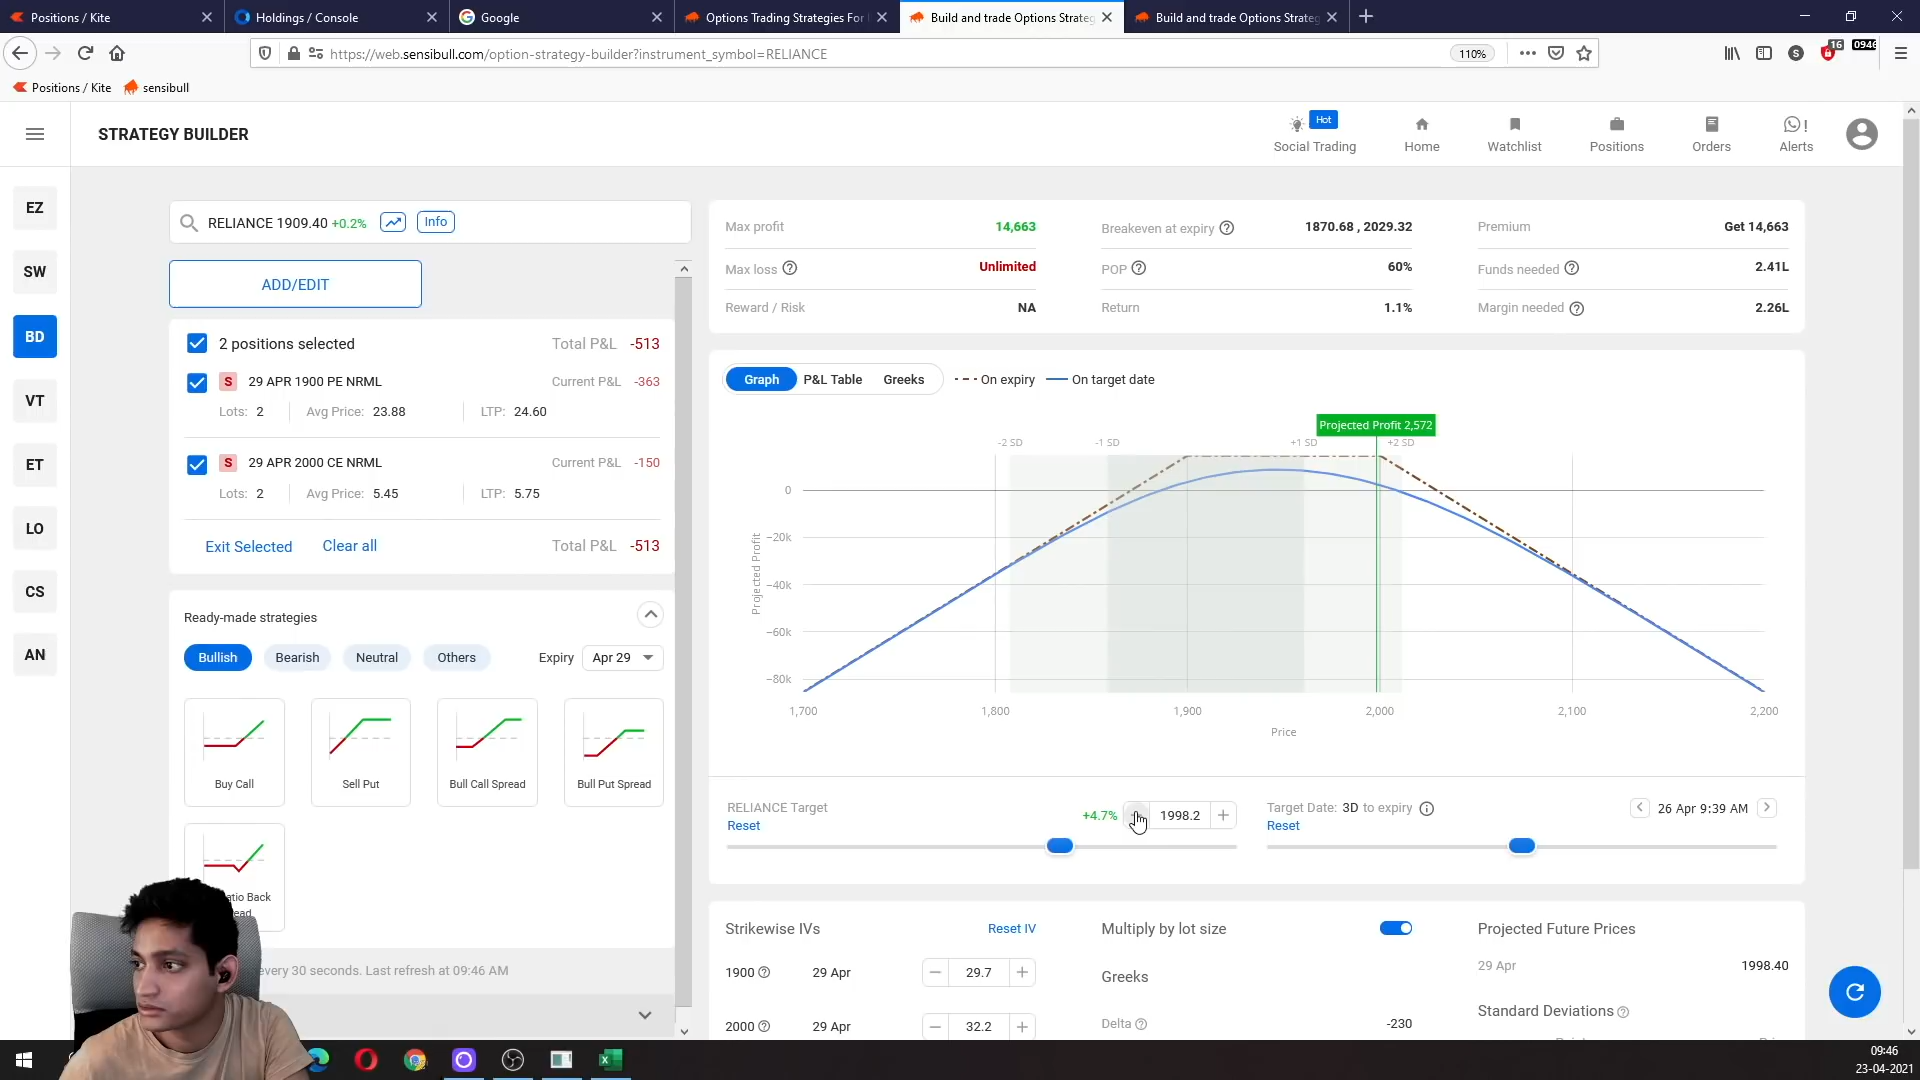 Positions / Kite
Holdings / Console
Google
Options Trading Strategies For
Build and trade Options Strateg
Build and trade Options Strateg
https://web.sensibull.com/option-strategy-builder?instrument_symbol=RELIANCE
110%
S
16
0946
Positions / Kite
sensibull
STRATEGY BUILDER
Hot
Social Trading
Home
Watchlist
Positions
Orders
Alerts
EZ
SW
BD
VT
ET
LO
CS
AN
RELIANCE 1909.40 +0.2%
Info
ADD/EDIT
2 positions selected
Total P&L -513
S 29 APR 1900 PE NRML
Current P&L -363
Lots: 2
Avg Price: 23.88
LTP: 24.60
S 29 APR 2000 CE NRML
Current P&L -150
Lots: 2
Avg Price: 5.45
LTP: 5.75
Exit Selected
Clear all
Total P&L -513
Ready-made strategies
Bullish
Bearish
Neutral
Others
Expiry
Apr 29
Buy Call
Sell Put
Bull Call Spread
Bull Put Spread
atio Back
ead
every 30 seconds. Last refresh at 09:46 AM
Max profit 14,663
Breakeven at expiry 1870.68 , 2029.32
Premium Get 14,663
Max loss Unlimited
POP 60%
Funds needed 2.41L
Reward / Risk NA
Return 1.1%
Margin needed 2.26L
Graph
P&L Table
Greeks
On expiry
On target date
Projected Profit 2,572
-2 SD
-1 SD
+1 SD
+2 SD
0
−20k
−40k
−60k
−80k
Projected Profit
1,700
1,800
1,900
2,000
2,100
2,200
Price
RELIANCE Target
Reset
+4.7%
1998.2
+
Target Date: 3D to expiry
Reset
26 Apr 9:39 AM
Strikewise IVs
Reset IV
1900
29 Apr
29.7
2000
29 Apr
32.2
Multiply by lot size
Greeks
Delta
-230
Projected Future Prices
29 Apr
1998.40
Standard Deviations
09:46
23-04-2021